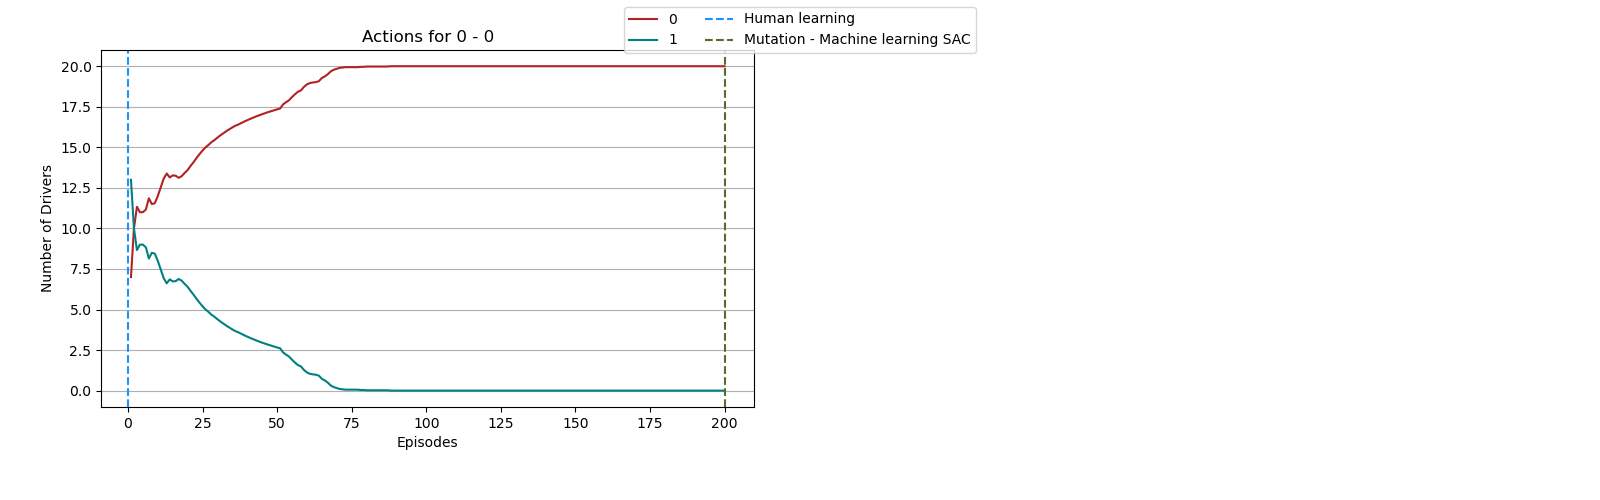 0
1
Human learning
Mutation - Machine learning SAC
Actions for 0 - 0
Number of Drivers
20.0
17.5
15.0
12.5
10.0
7.5
5.0
2.5
0.0
0 25 50 75 100 125 150 175 200
Episodes